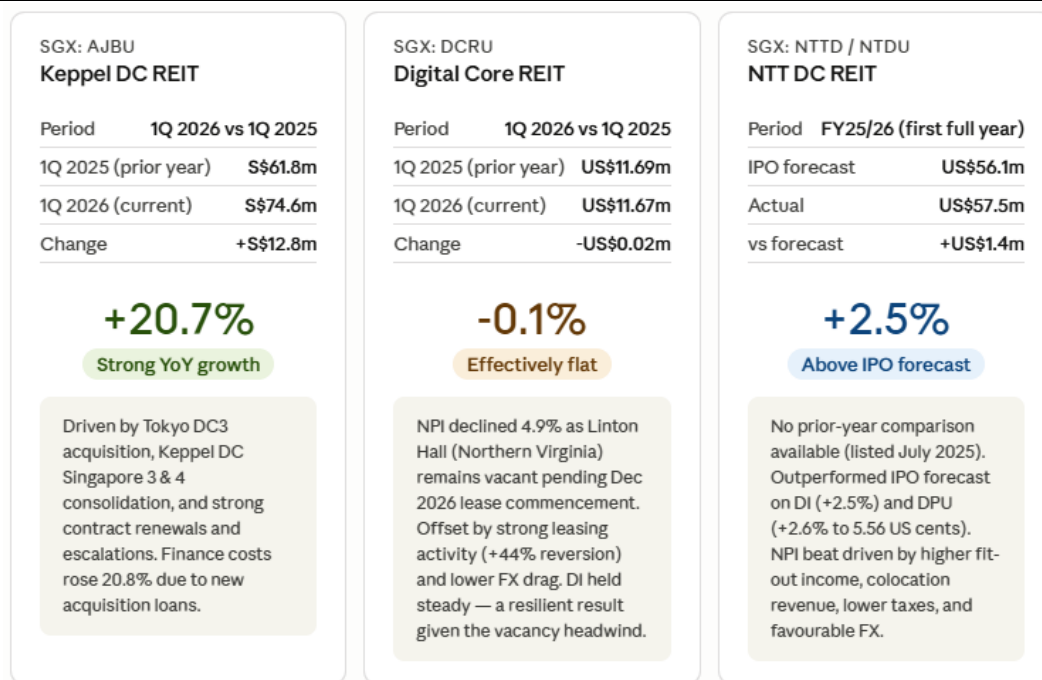 SGX: AJBU
Keppel DC REIT
Period 1Q 2026 vs 1Q 2025
1Q 2025 (prior year) S$61.8m
1Q 2026 (current) S$74.6m
Change +S$12.8m
+20.7%
Strong YoY growth
Driven by Tokyo DC3
acquisition, Keppel DC
Singapore 3 & 4
consolidation, and strong
contract renewals and
escalations. Finance costs
rose 20.8% due to new
acquisition loans.
SGX: DCRU
Digital Core REIT
Period 1Q 2026 vs 1Q 2025
1Q 2025 (prior year) US$11.69m
1Q 2026 (current) US$11.67m
Change -US$0.02m
-0.1%
Effectively flat
NPI declined 4.9% as Linton
Hall (Northern Virginia)
remains vacant pending Dec
2026 lease commencement.
Offset by strong leasing
activity (+44% reversion)
and lower FX drag. DI held
steady — a resilient result
given the vacancy headwind.
SGX: NTTD / NTDU
NTT DC REIT
Period FY25/26 (first full year)
IPO forecast US$56.1m
Actual US$57.5m
vs forecast +US$1.4m
+2.5%
Above IPO forecast
No prior-year comparison
available (listed July 2025).
Outperformed IPO forecast
on DI (+2.5%) and DPU
(+2.6% to 5.56 US cents).
NPI beat driven by higher fit-
out income, colocation
revenue, lower taxes, and
favourable FX.